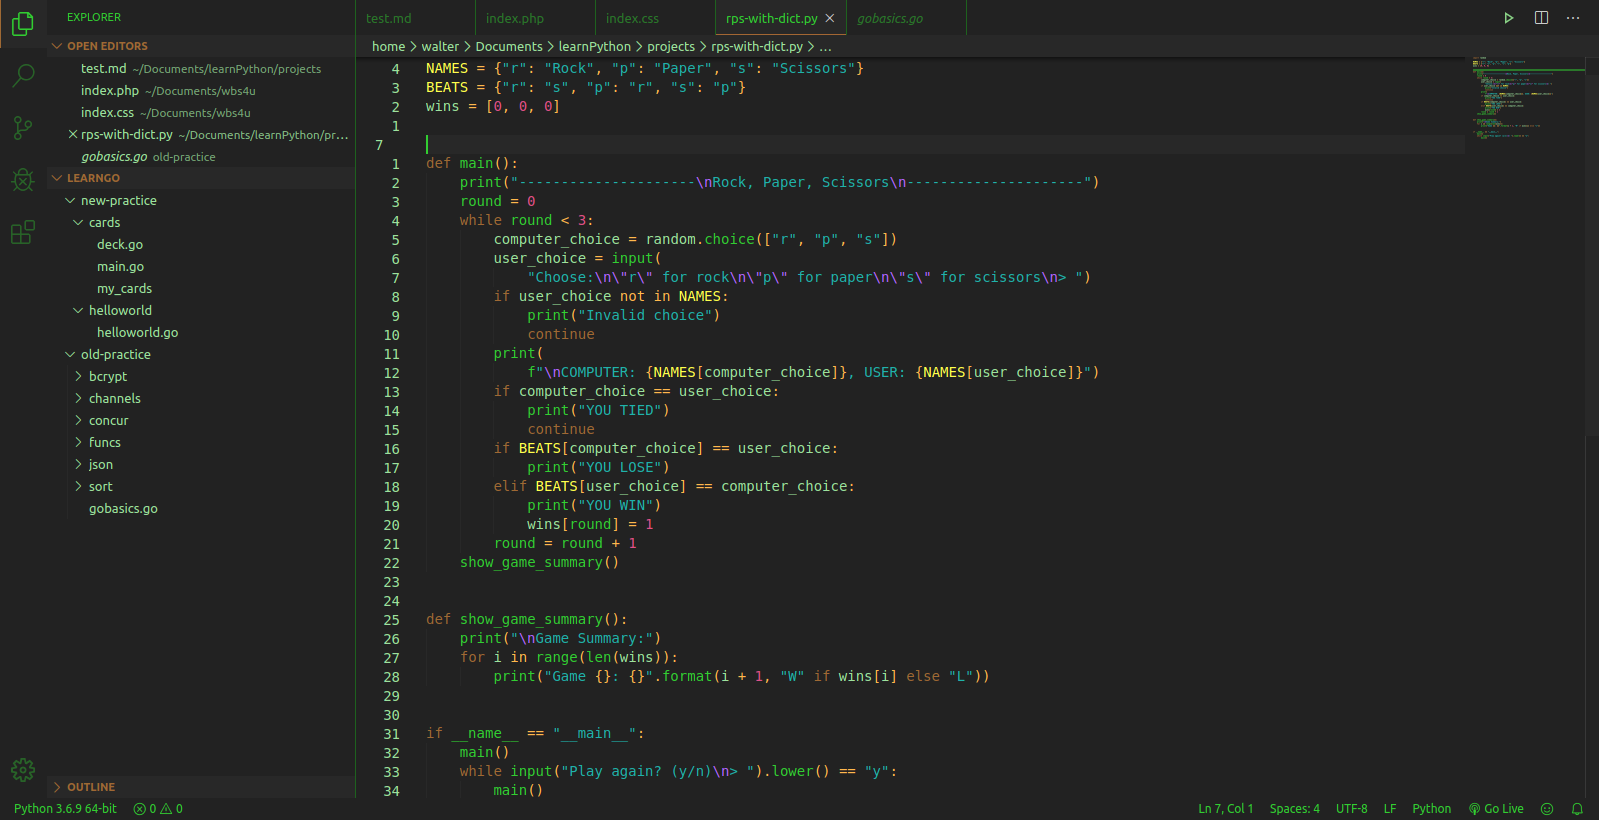 EXPLORER
OPEN EDITORS
test.md ~/Documents/learnPython/projects
index.php ~/Documents/wbs4u
index.css ~/Documents/wbs4u
rps-with-dict.py ~/Documents/learnPython/pr...
gobasics.go old-practice
LEARNGO
new-practice
cards
deck.go
main.go
my_cards
helloworld
helloworld.go
old-practice
bcrypt
channels
concur
funcs
json
sort
gobasics.go
OUTLINE
test.md index.php index.css rps-with-dict.py × gobasics.go
home > walter > Documents > learnPython > projects > rps-with-dict.py > ...
4 NAMES = {"r": "Rock", "p": "Paper", "s": "Scissors"}
3 BEATS = {"r": "s", "p": "r", "s": "p"}
2 wins = [0, 0, 0]
1
7
1 def main():
2     print("---------------------\nRock, Paper, Scissors\n---------------------")
3     round = 0
4     while round < 3:
5         computer_choice = random.choice(["r", "p", "s"])
6         user_choice = input(
7             "Choose:\n\"r\" for rock\n\"p\" for paper\n\"s\" for scissors\n> ")
8         if user_choice not in NAMES:
9             print("Invalid choice")
10             continue
11         print(
12             f"\nCOMPUTER: {NAMES[computer_choice]}, USER: {NAMES[user_choice]}")
13         if computer_choice == user_choice:
14             print("YOU TIED")
15             continue
16         if BEATS[computer_choice] == user_choice:
17             print("YOU LOSE")
18         elif BEATS[user_choice] == computer_choice:
19             print("YOU WIN")
20             wins[round] = 1
21         round = round + 1
22     show_game_summary()
23
24
25 def show_game_summary():
26     print("\nGame Summary:")
27     for i in range(len(wins)):
28         print("Game {}: {}".format(i + 1, "W" if wins[i] else "L"))
29
30
31 if __name__ == "__main__":
32     main()
33     while input("Play again? (y/n)\n> ").lower() == "y":
34         main()
Python 3.6.9 64-bit 0 0 Ln 7, Col 1 Spaces: 4 UTF-8 LF Python Go Live